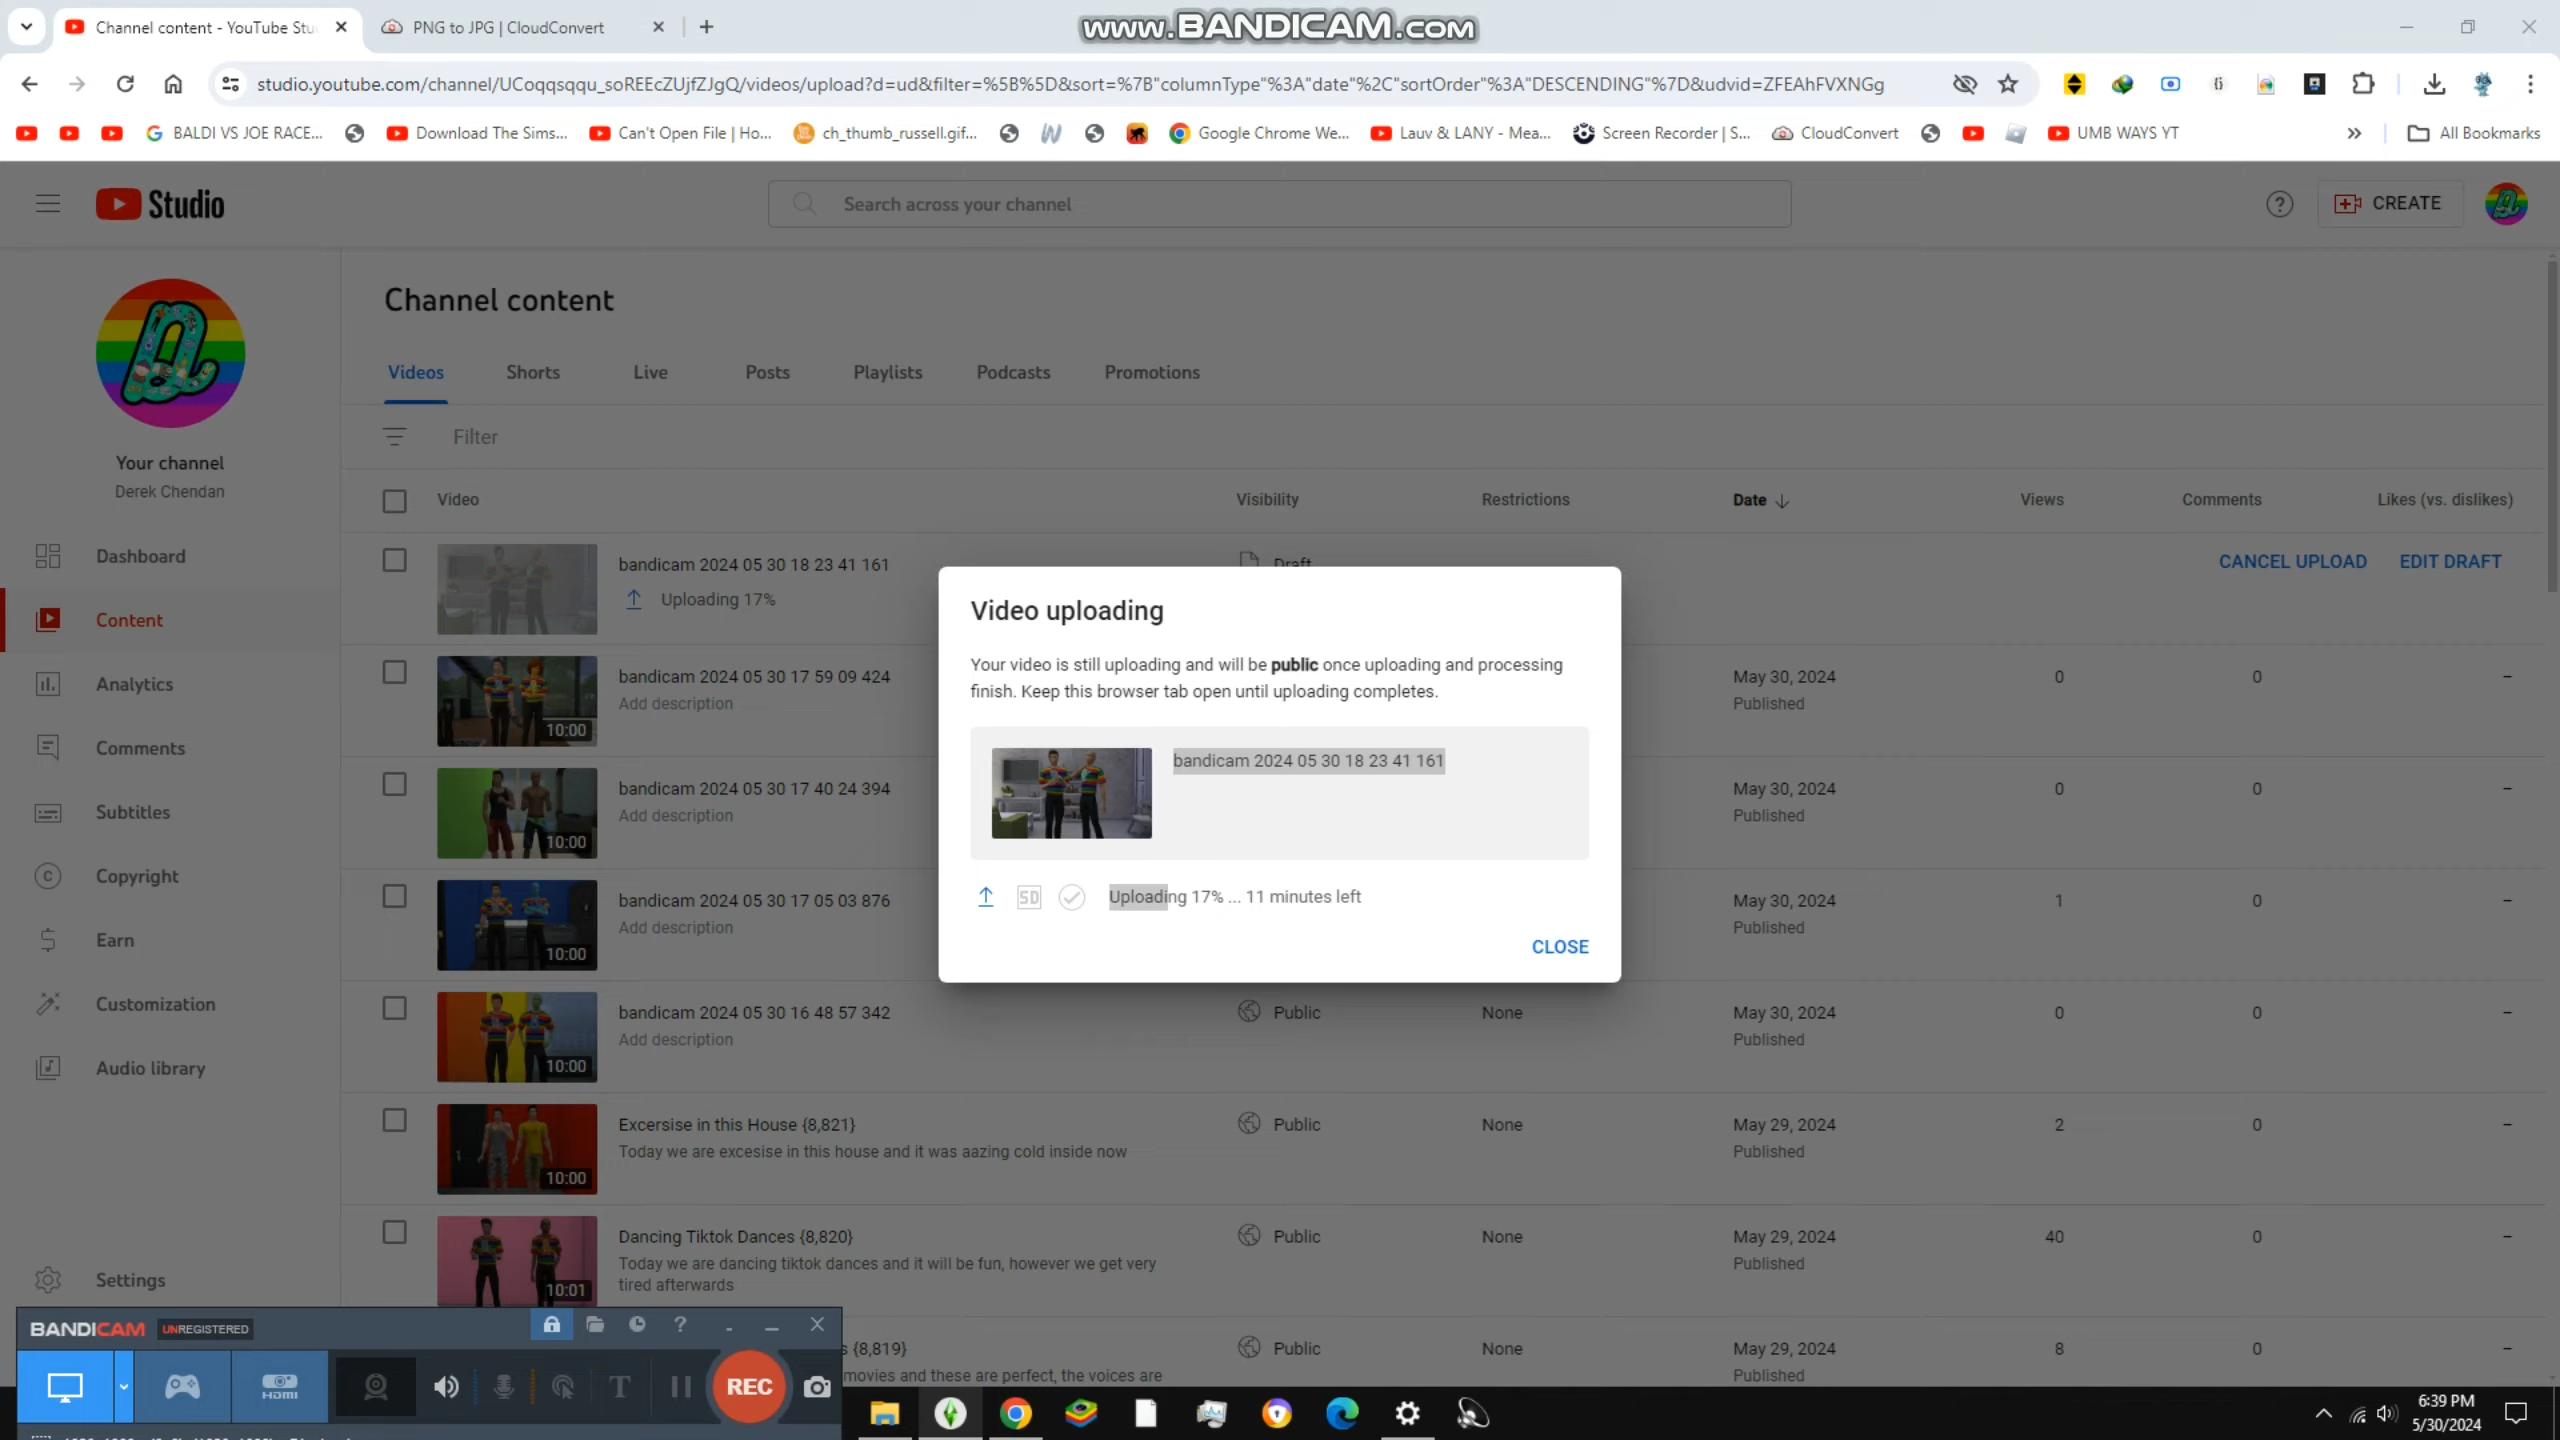 www.BANDICAM.com
Channel content - YouTube Stu
PNG to JPG | CloudConvert
studio.youtube.com/channel/UCoqqsqqu_soREEcZUjfZJgQ/videos/upload?d=ud&filter=%5B%5D&sort=%7B"columnType"%3A"date"%2C"sortOrder"%3A"DESCENDING"%7D&udvid=ZFEAhFVXNGg
BALDI VS JOE RACE...
Download The Sims...
Can't Open File | Ho...
ch_thumb_russell.gif...
Google Chrome We...
Lauv & LANY - Mea...
Screen Recorder | S...
CloudConvert
UMB WAYS YT
All Bookmarks
Studio
Search across your channel
CREATE
Channel content
Videos Shorts Live Posts Playlists Podcasts Promotions
Filter
Your channel
Derek Chendan
Dashboard
Content
Analytics
Comments
Subtitles
Copyright
Earn
Customization
Audio library
Settings
Video Visibility Restrictions Date Views Comments Likes (vs. dislikes)
bandicam 2024 05 30 18 23 41 161 Draft CANCEL UPLOAD EDIT DRAFT
Uploading 17%
bandicam 2024 05 30 17 59 09 424 May 30, 2024 0 0 –
Add description Published
10:00
bandicam 2024 05 30 17 40 24 394 May 30, 2024 0 0 –
Add description Published
10:00
bandicam 2024 05 30 17 05 03 876 May 30, 2024 1 0 –
Add description Published
10:00
bandicam 2024 05 30 16 48 57 342 Public None May 30, 2024 0 0 –
Add description Published
10:00
Excersise in this House {8,821} Public None May 29, 2024 2 0 –
Today we are excesise in this house and it was aazing cold inside now Published
10:00
Dancing Tiktok Dances {8,820} Public None May 29, 2024 40 0 –
Today we are dancing tiktok dances and it will be fun, however we get very Published
tired afterwards
10:01
s {8,819} Public None May 29, 2024 8 0 –
movies and these are perfect, the voices are Published
Video uploading
Your video is still uploading and will be public once uploading and processing
finish. Keep this browser tab open until uploading completes.
bandicam 2024 05 30 18 23 41 161
SD
Uploading 17% ... 11 minutes left
CLOSE
BANDICAM UNREGISTERED
HDMI
REC
6:39 PM
5/30/2024